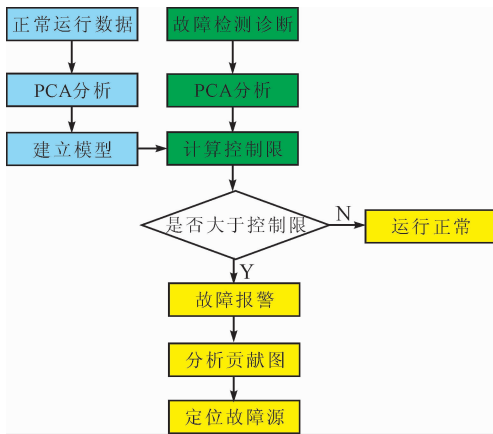 正常运行数据
故障检测诊断
PCA分析
PCA分析
建立模型
计算控制限
是否大于控制限
N
运行正常
Y
故障报警
分析贡献图
定位故障源